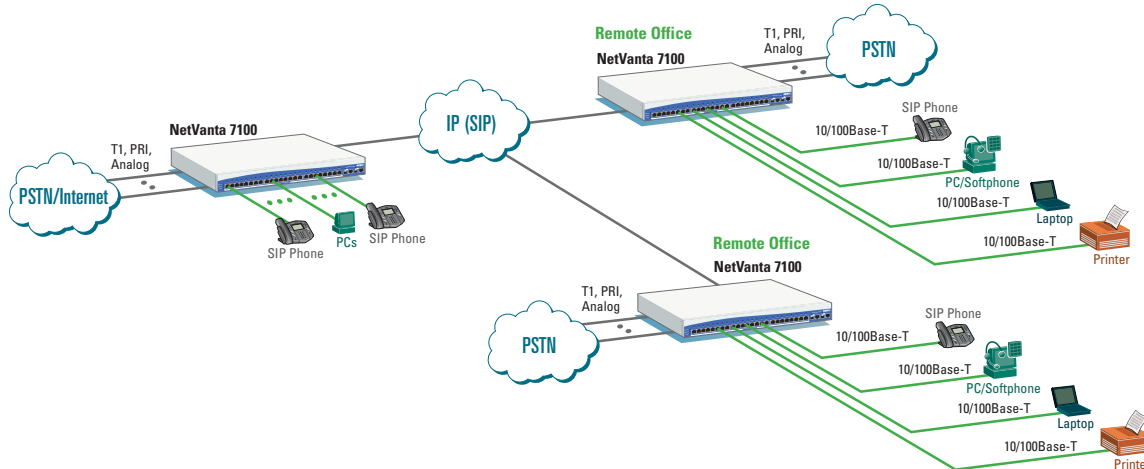 Remote Office
NetVanta 7100
T1, PRI,
Analog
PSTN
SIP Phone
10/100Base-T
10/100Base-T
PC/Softphone
10/100Base-T
Laptop
10/100Base-T
Printer
IP (SIP)
NetVanta 7100
T1, PRI,
Analog
PSTN/Internet
SIP Phone
PCs
SIP Phone
Remote Office
NetVanta 7100
T1, PRI,
Analog
PSTN
SIP Phone
10/100Base-T
10/100Base-T
PC/Softphone
10/100Base-T
Laptop
10/100Base-T
Printer